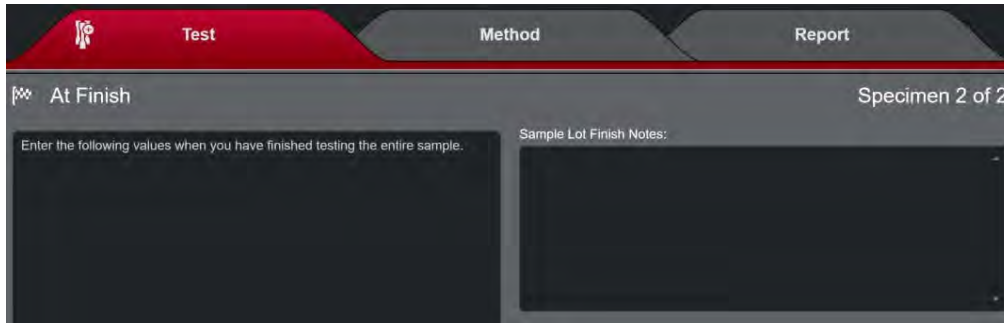 Test
Method
Report
At Finish
Specimen 2 of 2
Enter the following values when you have finished testing the entire sample.
Sample Lot Finish Notes: